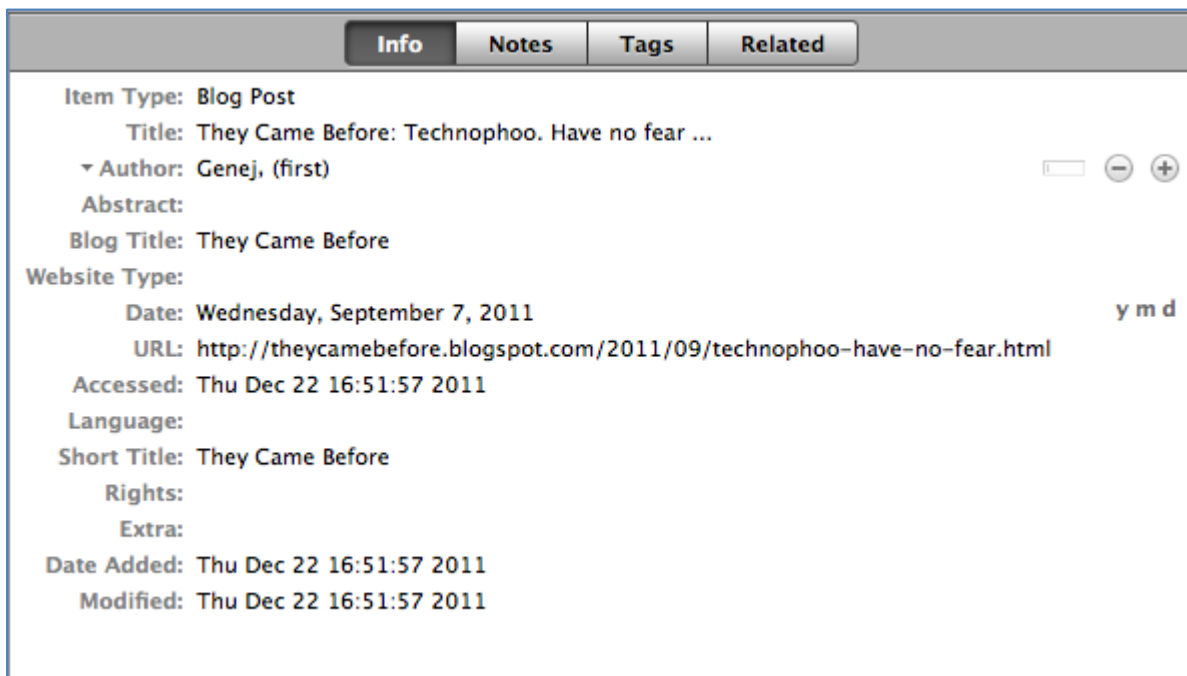 Info Notes Tags Related
Item Type: Blog Post
Title: They Came Before: Technophoo. Have no fear ...
Author: Genej, (first)
Abstract:
Blog Title: They Came Before
Website Type:
Date: Wednesday, September 7, 2011 y m d
URL: http://theycamebefore.blogspot.com/2011/09/technophoo-have-no-fear.html
Accessed: Thu Dec 22 16:51:57 2011
Language:
Short Title: They Came Before
Rights:
Extra:
Date Added: Thu Dec 22 16:51:57 2011
Modified: Thu Dec 22 16:51:57 2011